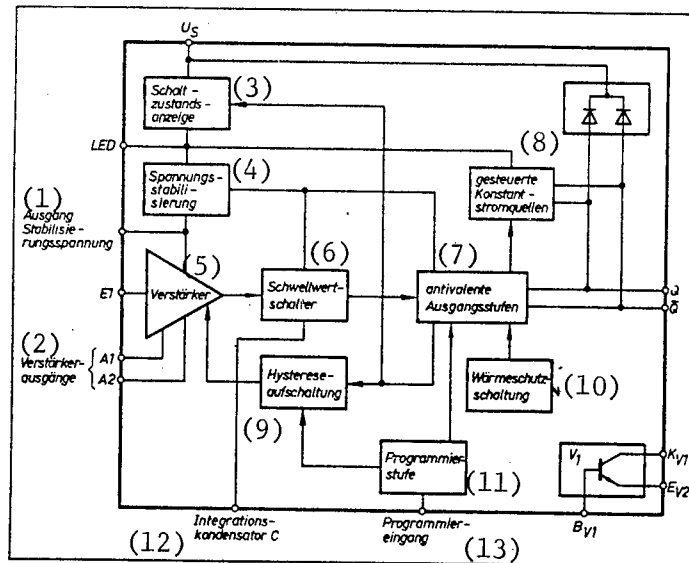 U_S
Schalt-
zustands-
anzeige
(3)
LED
(8)
Spannungs-
stabili-
sierung
(4)
gesteuerte
Konstant-
stromquellen
(1)
Ausgang
Stabilisie-
rungsspannung
(5)
(6)
(7)
E1
Verstärker
Schwellwert-
schalter
antivalente
Ausgangsstufen
Q
Q̅
(2)
Verstärker-
ausgänge
A1
A2
Hysterese-
aufschaltung
Wärmeschutz-
schaltung
(10)
(9)
Programmier-
stufe
(11)
V_1
K_V1
E_V2
(12)
Integrations-
kondensator C
Programmier-
eingang
(13)
B_V1